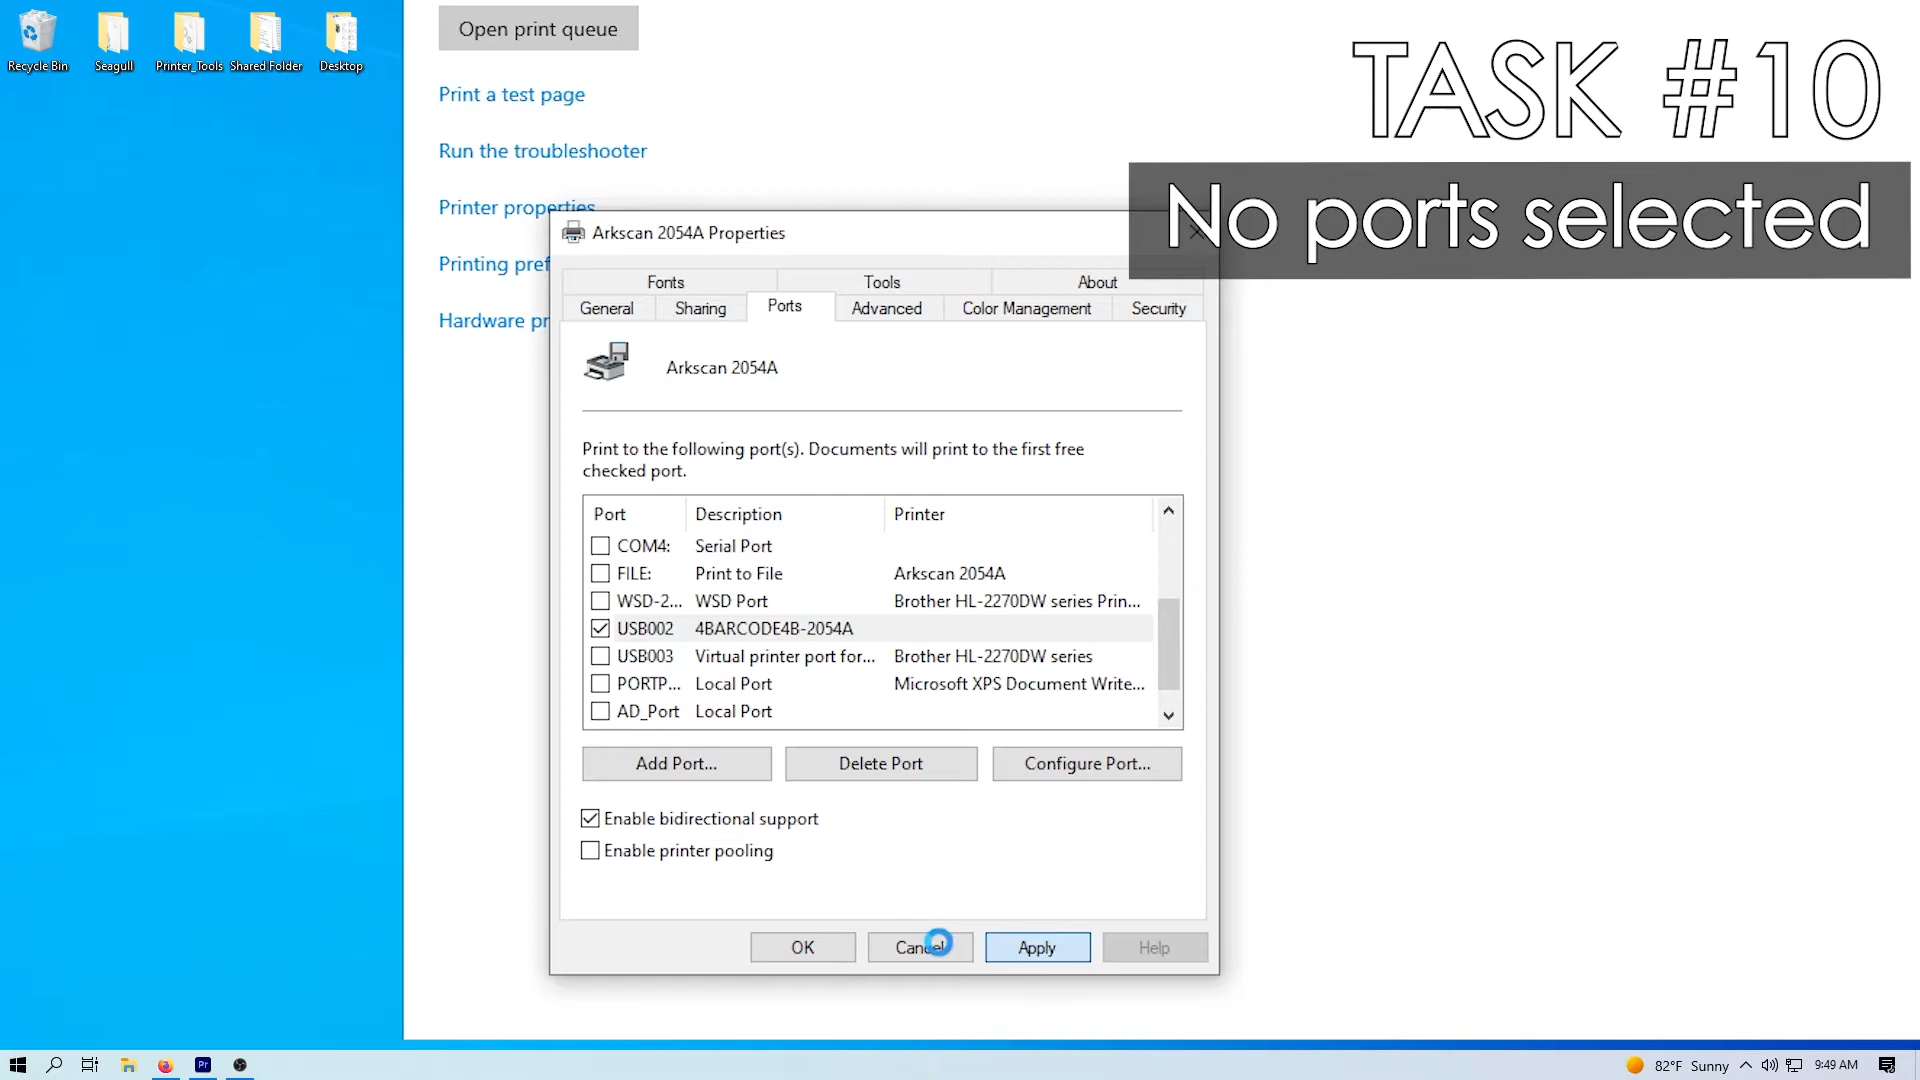 Recycle Bin
Seagull
Printer_Tools
Shared Folder
Desktop
Open print queue
Print a test page
Run the troubleshooter
Printer properties
Printing pref
Hardware pr
TASK #10
No ports selected
Arkscan 2054A Properties
Fonts Tools About
General Sharing Ports Advanced Color Management Security
Arkscan 2054A
Print to the following port(s). Documents will print to the first free
checked port.
Port Description Printer
COM4: Serial Port
FILE: Print to File Arkscan 2054A
WSD-2... WSD Port Brother HL-2270DW series Prin...
USB002 4BARCODE4B-2054A
USB003 Virtual printer port for... Brother HL-2270DW series
PORTP... Local Port Microsoft XPS Document Write...
AD_Port Local Port
Add Port... Delete Port Configure Port...
Enable bidirectional support
Enable printer pooling
OK Cancel Apply Help
Pr
82°F Sunny 9:49 AM